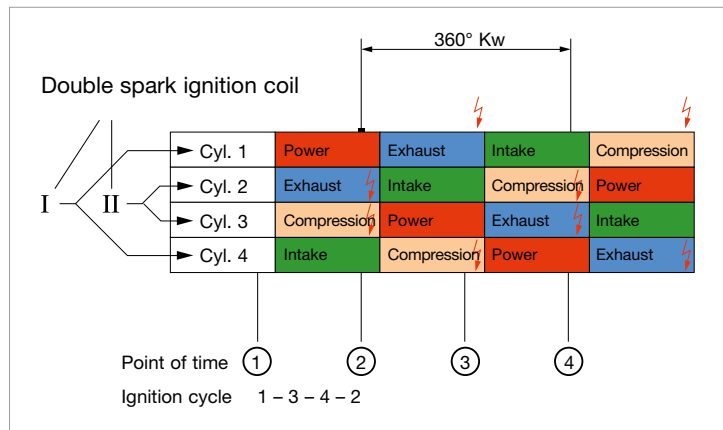 360° Kw
Double spark ignition coil
I II
Cyl. 1 Power Exhaust Intake Compression
Cyl. 2 Exhaust Intake Compression Power
Cyl. 3 Compression Power Exhaust Intake
Cyl. 4 Intake Compression Power Exhaust
Point of time 1 2 3 4
Ignition cycle 1 – 3 – 4 – 2